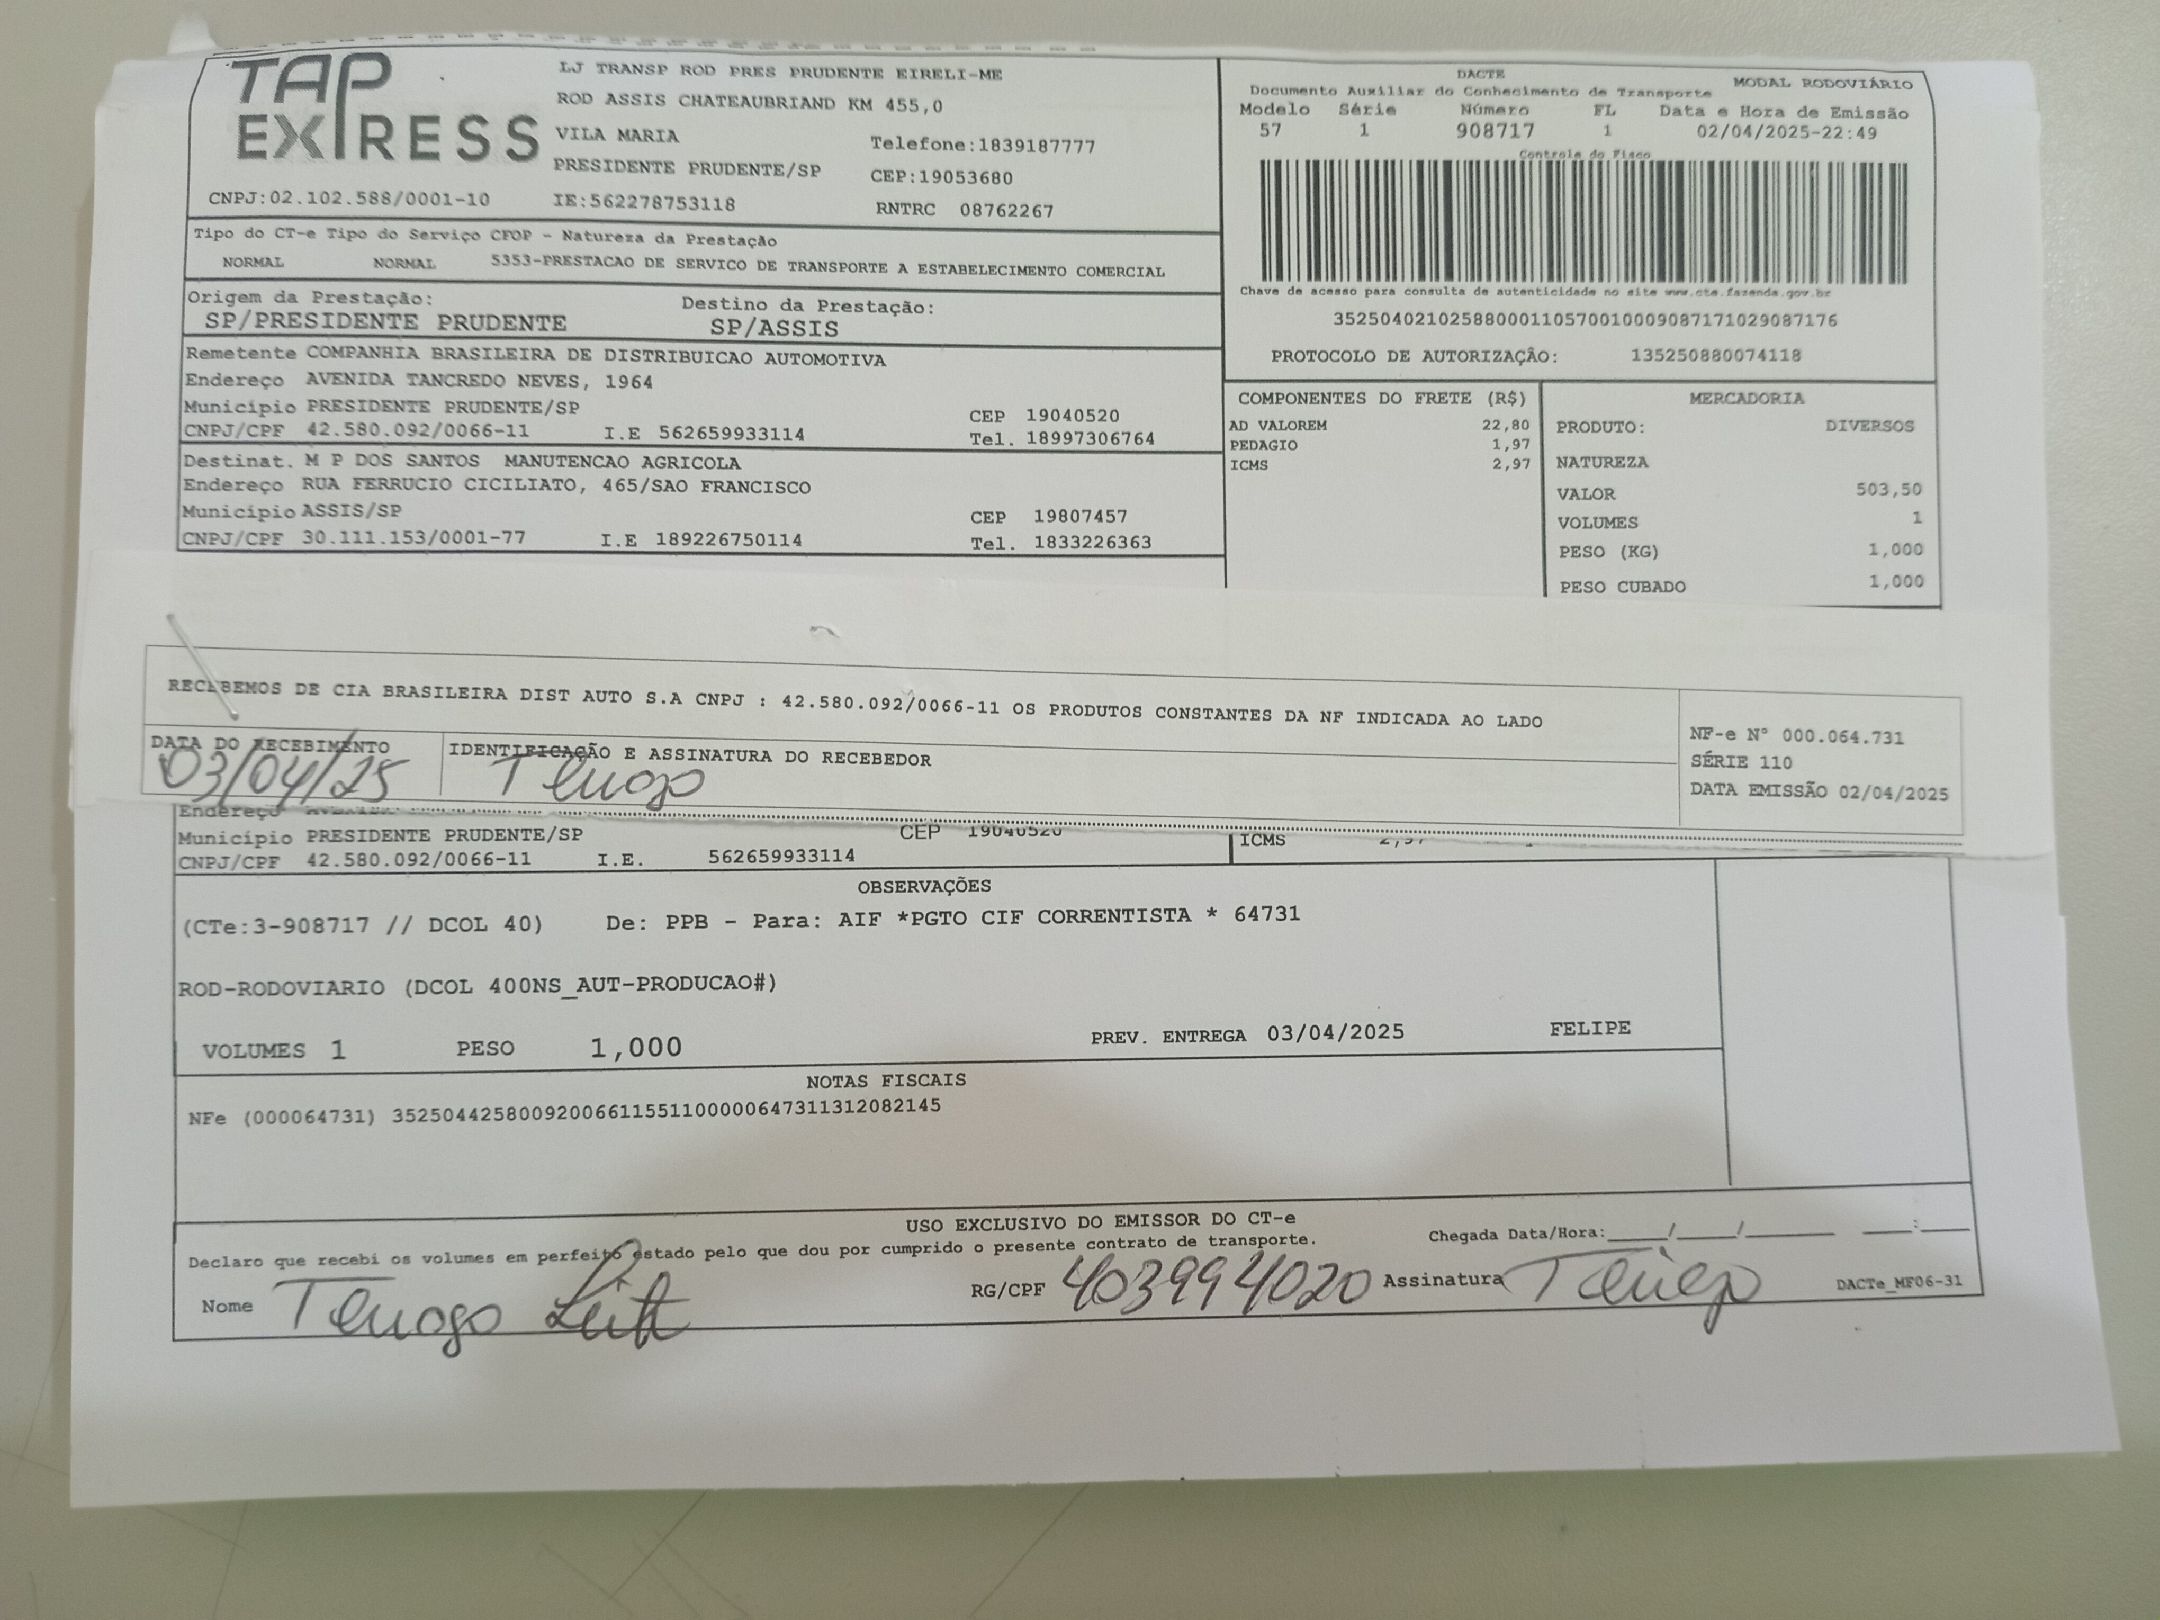 TAP EXPRESS
LJ TRANSP ROD PRES PRUDENTE EIRELI-ME
ROD ASSIS CHATEAUBRIAND KM 455,0
VILA MARIA Telefone:1839187777
PRESIDENTE PRUDENTE/SP CEP:19053680
CNPJ:02.102.588/0001-10 IE:562278753118 RNTRC 08762267
Tipo do CT-e Tipo do Serviço CFOP - Natureza da Prestação
NORMAL NORMAL 5353-PRESTACAO DE SERVICO DE TRANSPORTE A ESTABELECIMENTO COMERCIAL
Origem da Prestação: Destino da Prestação:
SP/PRESIDENTE PRUDENTE SP/ASSIS
Remetente COMPANHIA BRASILEIRA DE DISTRIBUICAO AUTOMOTIVA
Endereço AVENIDA TANCREDO NEVES, 1964
Município PRESIDENTE PRUDENTE/SP CEP 19040520
CNPJ/CPF 42.580.092/0066-11 I.E 562659933114 Tel. 18997306764
Destinat. M P DOS SANTOS MANUTENCAO AGRICOLA
Endereço RUA FERRUCIO CICILIATO, 465/SAO FRANCISCO
Município ASSIS/SP CEP 19807457
CNPJ/CPF 30.111.153/0001-77 I.E 189226750114 Tel. 1833226363
DACTE MODAL RODOVIÁRIO
Documento Auxiliar do Conhecimento de Transporte
Modelo Série Número FL Data e Hora de Emissão
57 1 908717 1 02/04/2025-22:49
Controle do Fisco
Chave de acesso para consulta de autenticidade no site www.cte.fazenda.gov.br
35250402102588000110570010009087171029087176
PROTOCOLO DE AUTORIZAÇÃO: 135250880074118
COMPONENTES DO FRETE (R$)
AD VALOREM 22,80
PEDAGIO 1,97
ICMS 2,97
MERCADORIA
PRODUTO: DIVERSOS
NATUREZA
VALOR 503,50
VOLUMES 1
PESO (KG) 1,000
PESO CUBADO 1,000
RECEBEMOS DE CIA BRASILEIRA DIST AUTO S.A CNPJ : 42.580.092/0066-11 OS PRODUTOS CONSTANTES DA NF INDICADA AO LADO
DATA DO RECEBIMENTO IDENTIFICAÇÃO E ASSINATURA DO RECEBEDOR
03/04/25
NF-e N° 000.064.731
SÉRIE 110
DATA EMISSÃO 02/04/2025
Endereço
Município PRESIDENTE PRUDENTE/SP CEP 19040520
CNPJ/CPF 42.580.092/0066-11 I.E. 562659933114
ICMS 2,97
OBSERVAÇÕES
(CTe:3-908717 // DCOL 40) De: PPB - Para: AIF *PGTO CIF CORRENTISTA * 64731
ROD-RODOVIARIO (DCOL 400NS_AUT-PRODUCAO#)
VOLUMES 1 PESO 1,000 PREV. ENTREGA 03/04/2025 FELIPE
NOTAS FISCAIS
NFe (000064731) 35250442580092006611551100000647311312082145
USO EXCLUSIVO DO EMISSOR DO CT-e
Declaro que recebi os volumes em perfeito estado pelo que dou por cumprido o presente contrato de transporte. Chegada Data/Hora:____/____/______ ____:____
Nome RG/CPF 403994020 Assinatura DACTe_MF06-31